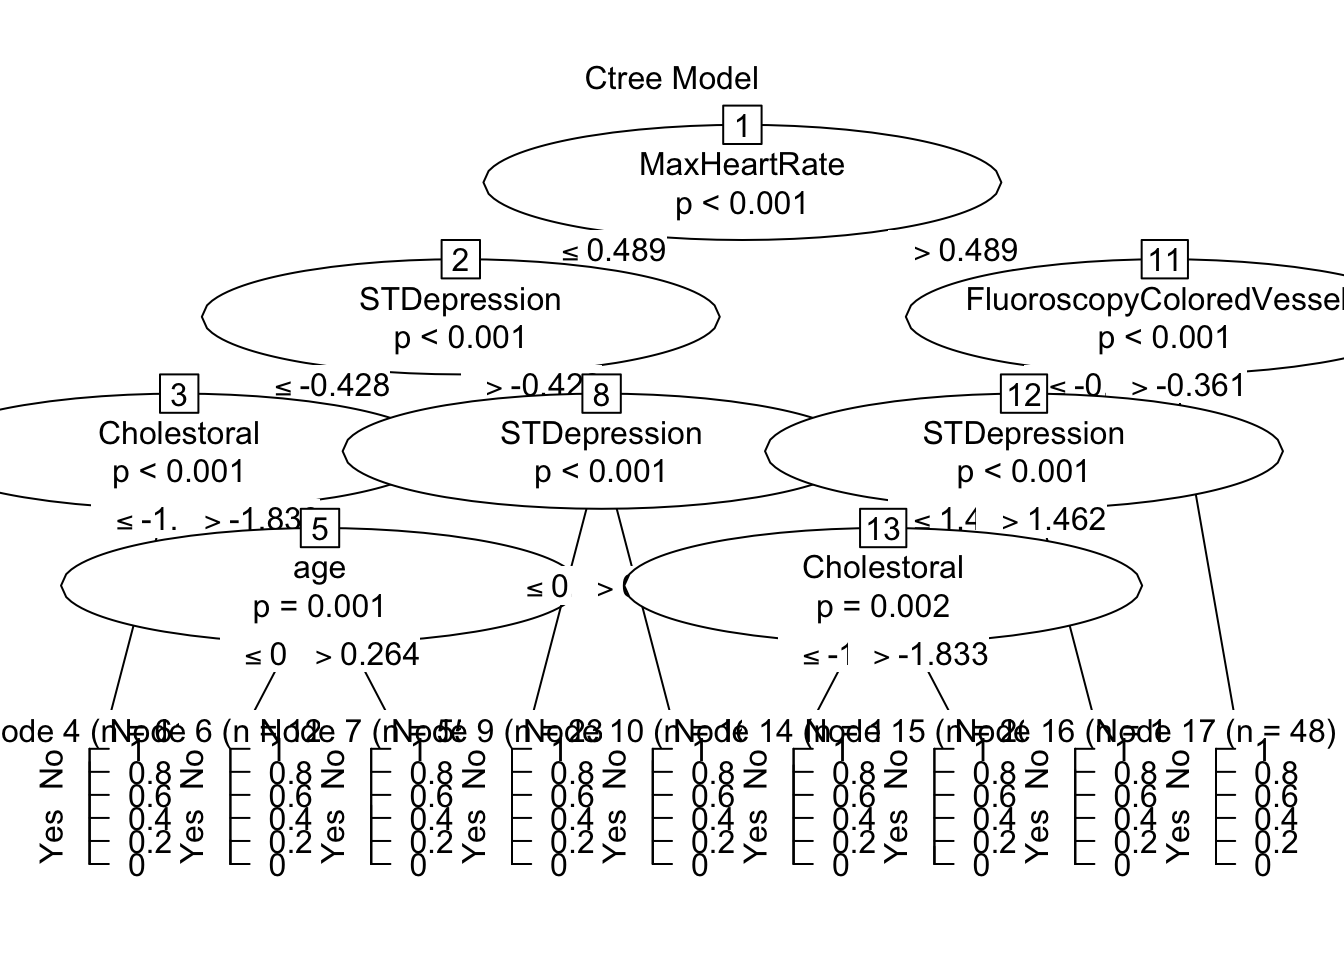 Ctree Model
1
MaxHeartRate
p < 0.001
≤ 0.489
> 0.489
2
STDepression
p < 0.001
11
FluoroscopyColoredVessel
p < 0.001
≤ -0.428
> -0.42
≤ -0
> -0.361
3
Cholestoral
p < 0.001
8
STDepression
p < 0.001
12
STDepression
p < 0.001
≤ -1.
> -1.83
≤ 1.4
> 1.462
5
age
p = 0.001
≤ 0
>
13
Cholestoral
p = 0.002
≤ 0
> 0.264
≤ -1
> -1.833
ode 4 (n = 6
Node 6 (n = 12
Node 7 (n = 5
Node 9 (n = 23
Node 10 (n = 1
Node 14 (n = 1
15 (n = 2
Node 16 (n = 1
Node 17 (n = 48)
Yes No
1
0.8
0.6
0.4
0.2
0
Yes No
1
0.8
0.6
0.4
0.2
0
Yes No
1
0.8
0.6
0.4
0.2
0
Yes No
1
0.8
0.6
0.4
0.2
0
Yes No
1
0.8
0.6
0.4
0.2
0
Yes No
1
0.8
0.6
0.4
0.2
0
Yes No
1
0.8
0.6
0.4
0.2
0
Yes No
1
0.8
0.6
0.4
0.2
0
Yes No
1
0.8
0.6
0.4
0.2
0